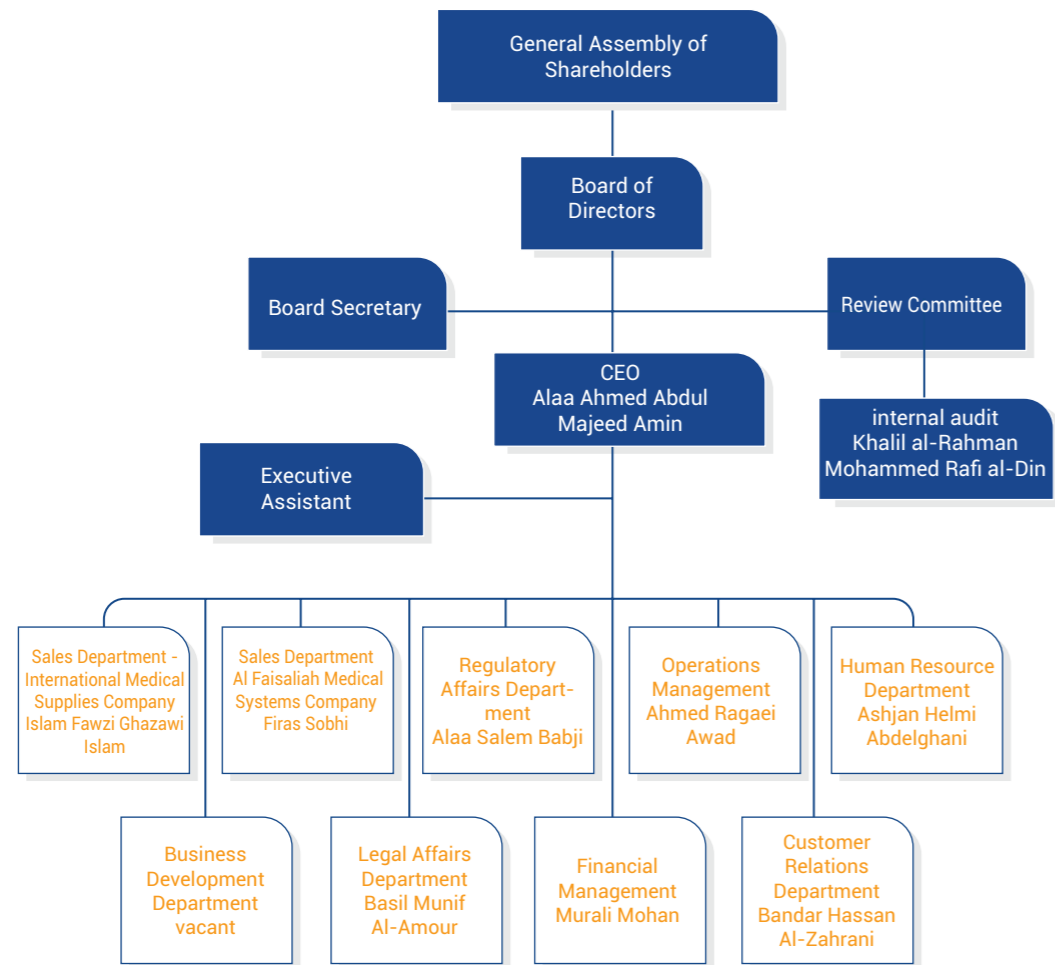 General Assembly of
Shareholders
Board of
Directors
Board Secretary
Review Committee
CEO
Alaa Ahmed Abdul
Majeed Amin
internal audit
Khalil al-Rahman
Mohammed Rafi al-Din
Executive
Assistant
Sales Department -
International Medical
Supplies Company
Islam Fawzi Ghazawi
Islam
Sales Department
Al Faisaliah Medical
Systems Company
Firas Sobhi
Regulatory
Affairs Depart-
ment
Alaa Salem Babji
Operations
Management
Ahmed Ragaei
Awad
Human Resource
Department
Ashjan Helmi
Abdelghani
Business
Development
Department
vacant
Legal Affairs
Department
Basil Munif
Al-Amour
Financial
Management
Murali Mohan
Customer
Relations
Department
Bandar Hassan
Al-Zahrani